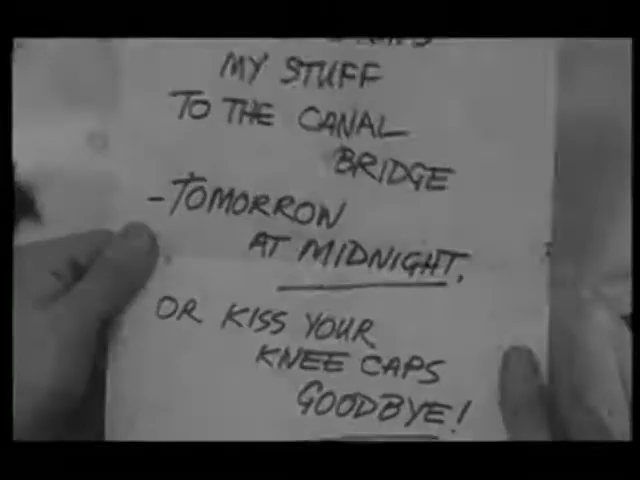 MY STUFF
TO THE CANAL
BRIDGE
-TOMORROW
AT MIDNIGHT,
OR KISS YOUR
KNEE CAPS
GOODBYE!